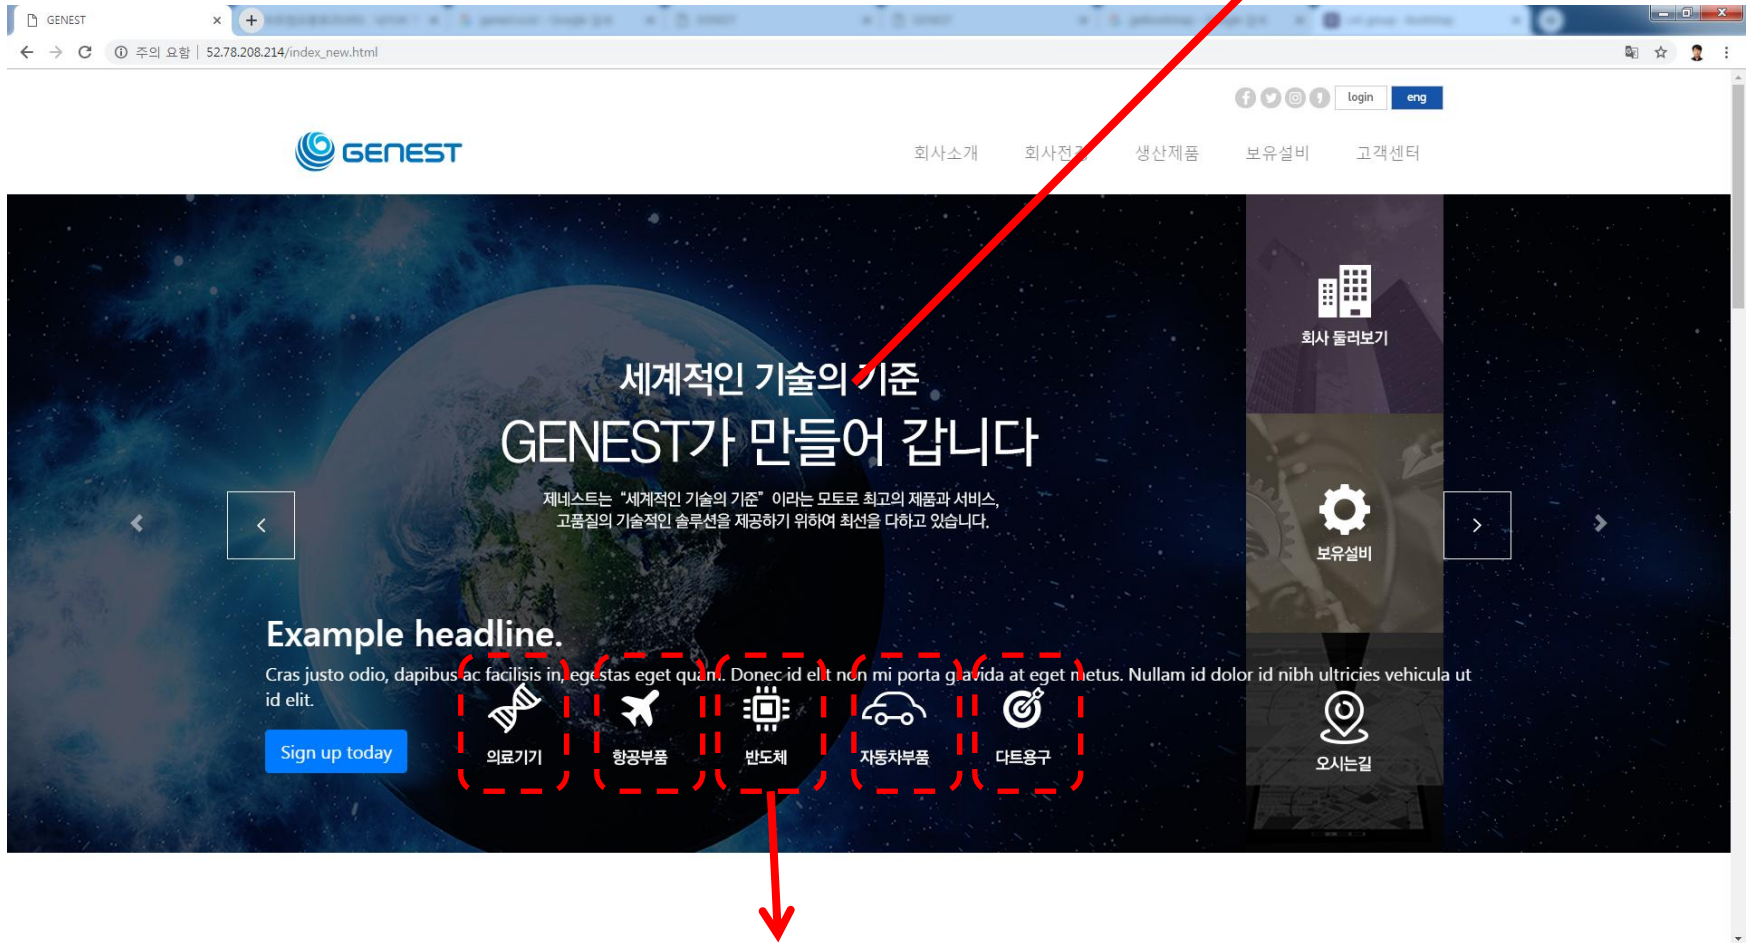 GENEST
주의 요함 | 52.78.208.214/index_new.html
login eng
GENEST
회사소개 회사전경 생산제품 보유설비 고객센터
회사 둘러보기
세계적인 기술의 기준
GENEST가 만들어 갑니다
제네스트는 “세계적인 기술의 기준” 이라는 모토로 최고의 제품과 서비스,
고품질의 기술적인 솔루션을 제공하기 위하여 최선을 다하고 있습니다.
보유설비
Example headline.
Cras justo odio, dapibus ac facilisis in, egestas eget quam. Donec id elit non mi porta gravida at eget metus. Nullam id dolor id nibh ultricies vehicula ut
id elit.
Sign up today
의료기기 항공부품 반도체 자동차부품 다트용구
오시는길